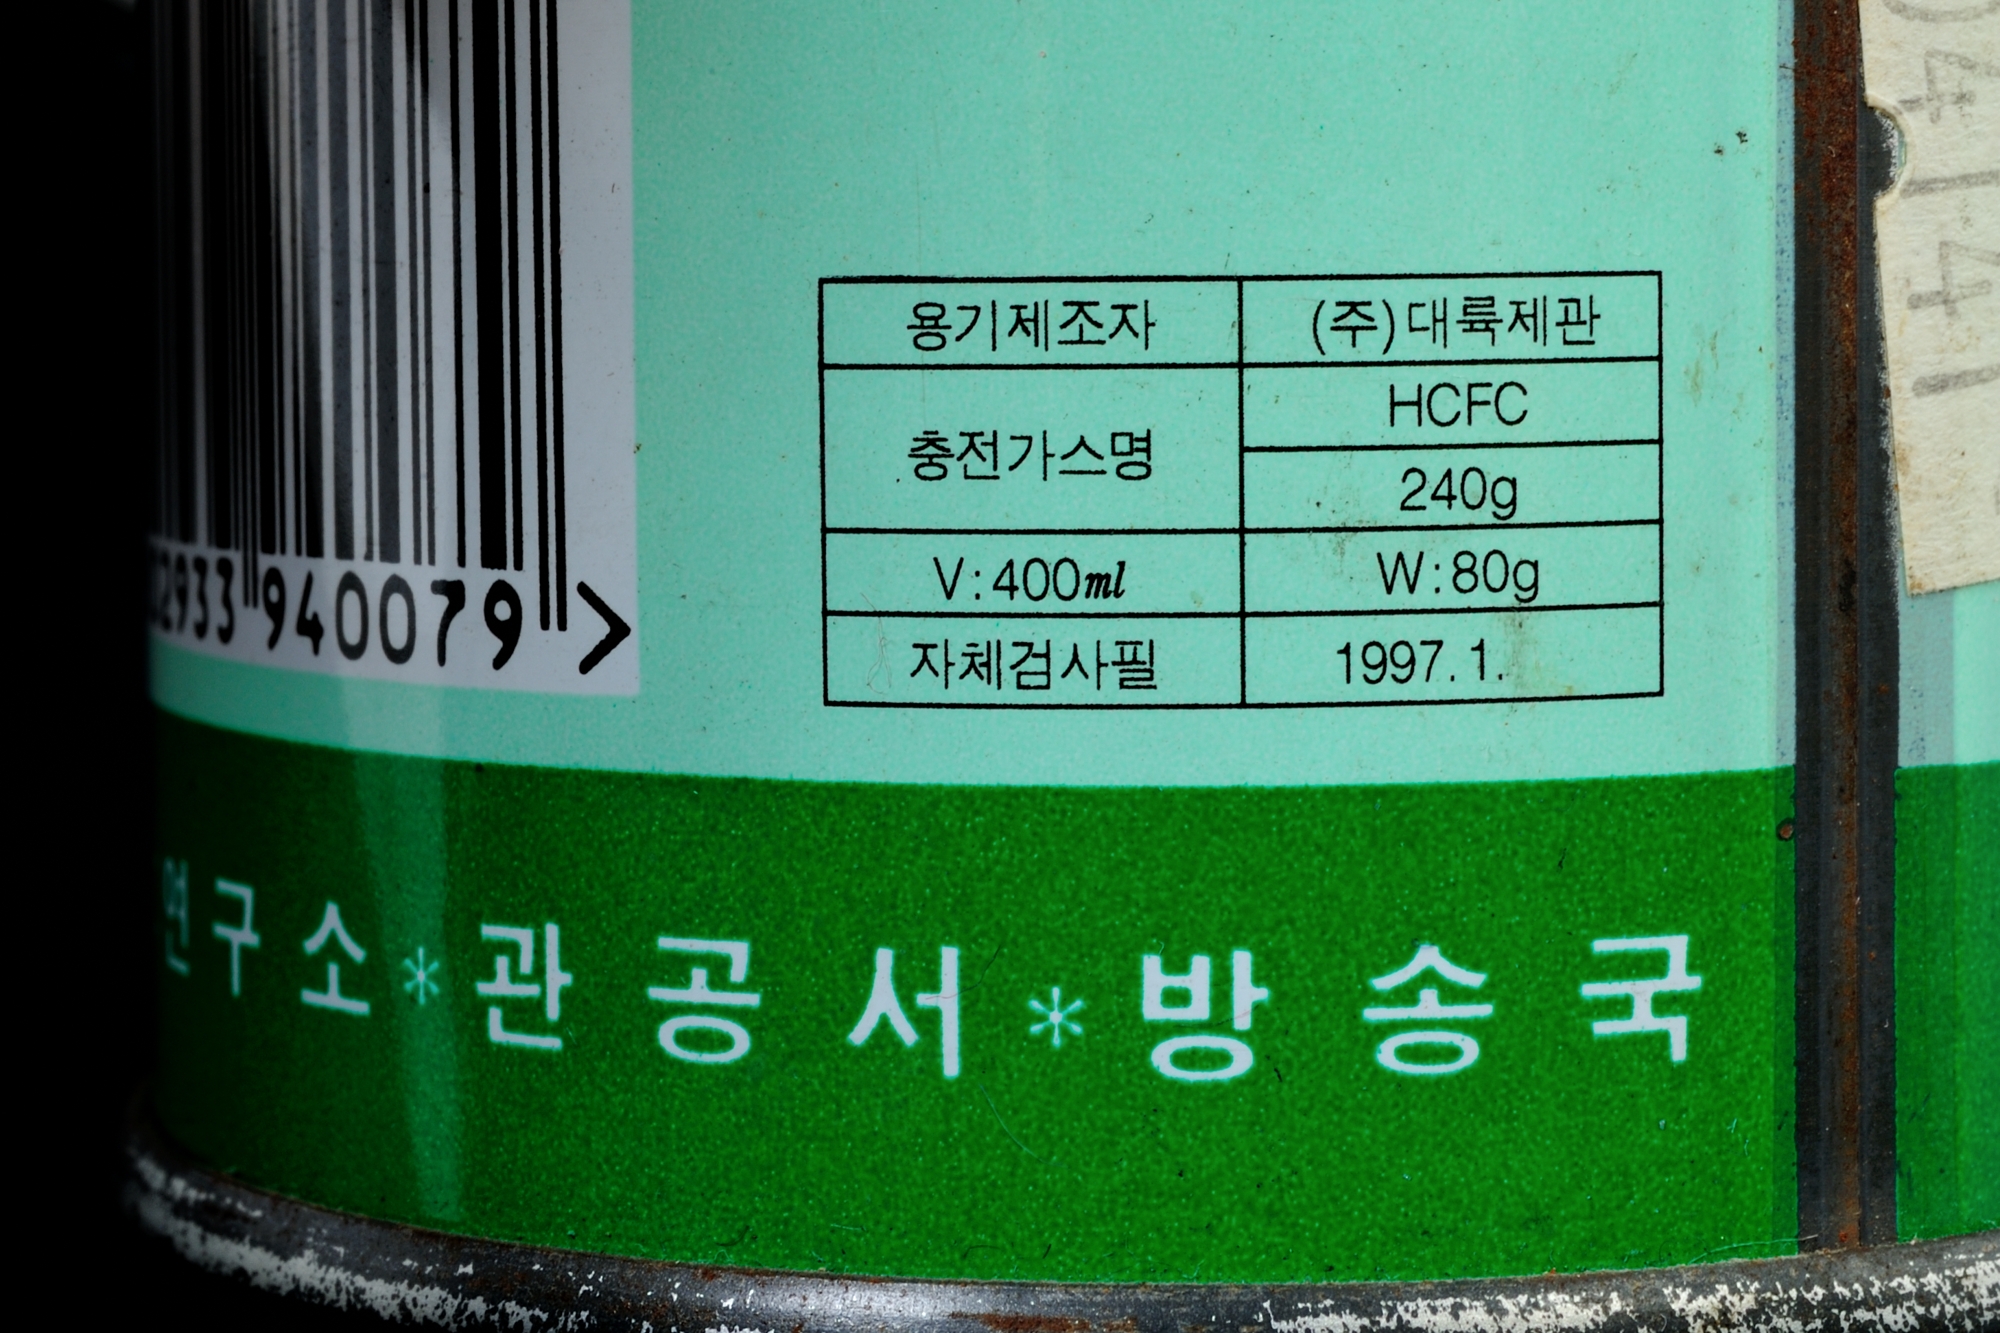 용기제조자 (주)대륙제관
충전가스명 HCFC
240g
V:400ml W:80g
자체검사필 1997.1.
2933 940079 >
연구소*관공서*방송국